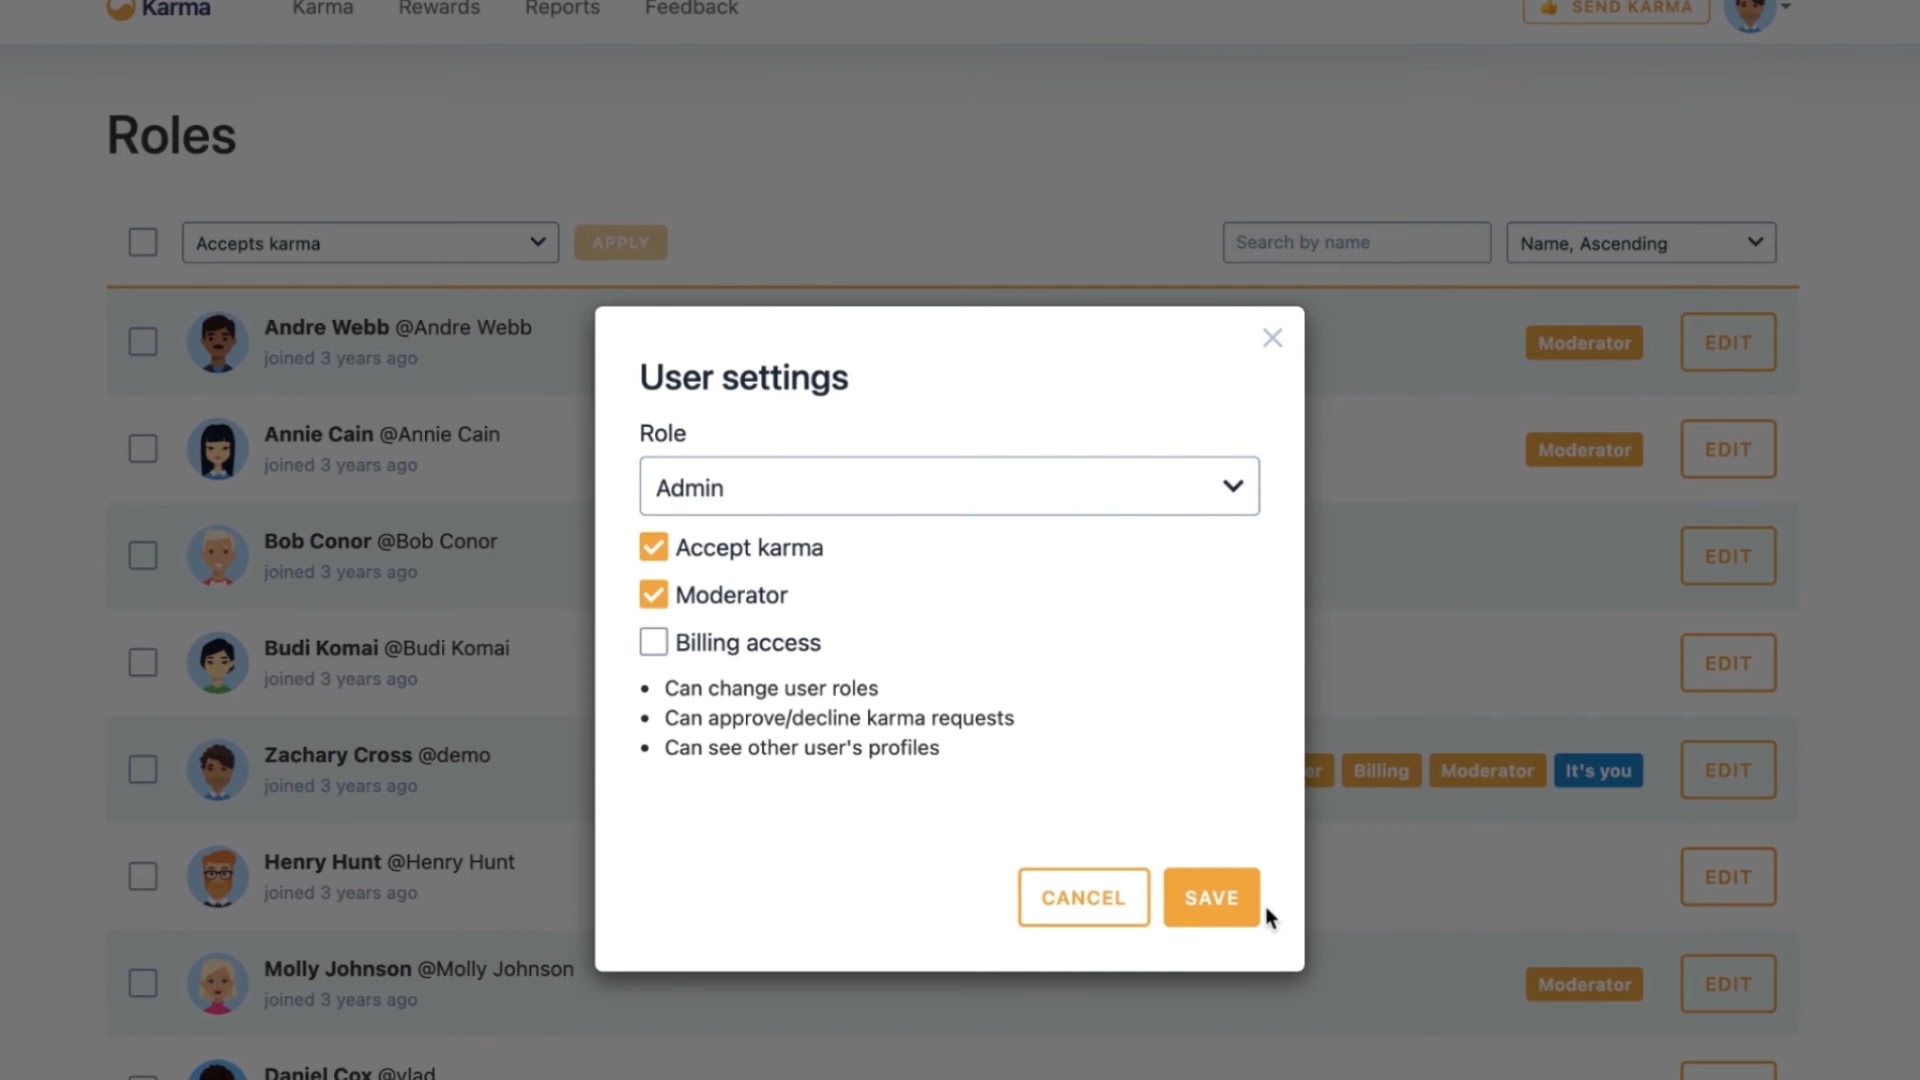 Karma
Karma
Rewards
Reports
Feedback
SEND KARMA
Roles
Accepts karma
APPLY
Search by name
Name, Ascending
Andre Webb @Andre Webb
joined 3 years ago
Moderator
EDIT
Annie Cain @Annie Cain
joined 3 years ago
Moderator
EDIT
Bob Conor @Bob Conor
joined 3 years ago
EDIT
Budi Komai @Budi Komai
joined 3 years ago
EDIT
Zachary Cross @demo
joined 3 years ago
er
Billing
Moderator
It's you
EDIT
Henry Hunt @Henry Hunt
joined 3 years ago
EDIT
Molly Johnson @Molly Johnson
joined 3 years ago
Moderator
EDIT
Daniel Cox @vlad
User settings
Role
Admin
Accept karma
Moderator
Billing access
• Can change user roles
• Can approve/decline karma requests
• Can see other user's profiles
CANCEL
SAVE